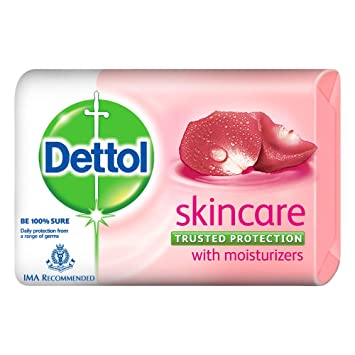 Dettol
BE 100% SURE
Daily protection from
a range of germs
IMA RECOMMENDED
skincare
TRUSTED PROTECTION
with moisturizers